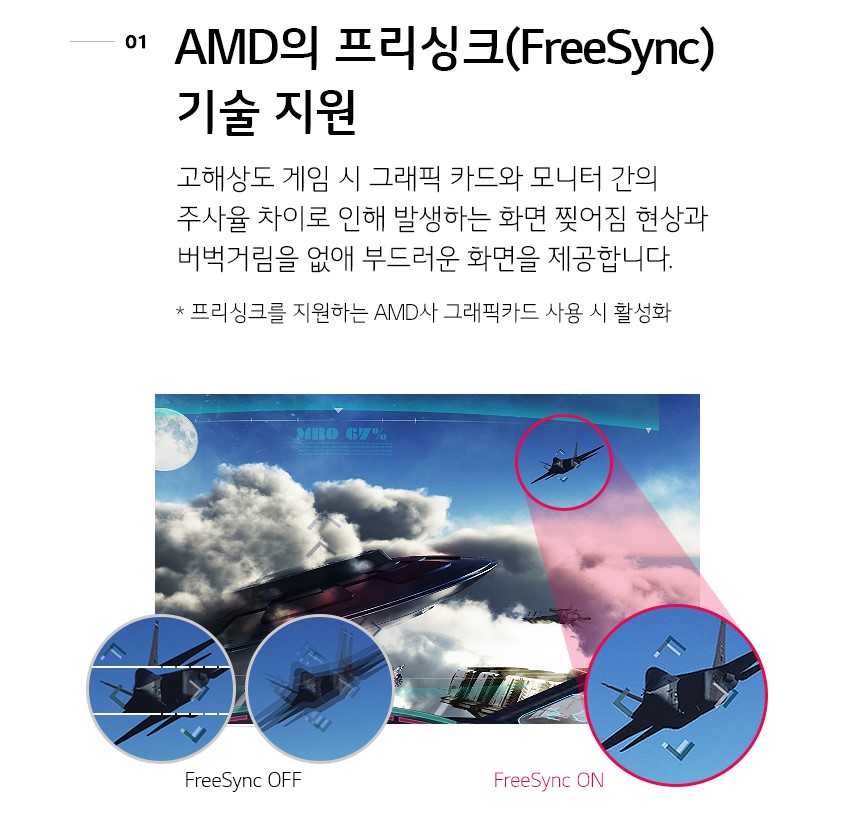 01
AMD의 프리싱크(FreeSync)
기술 지원
고해상도 게임 시 그래픽 카드와 모니터 간의
주사율 차이로 인해 발생하는 화면 찢어짐 현상과
버벅거림을 없애 부드러운 화면을 제공합니다.
* 프리싱크를 지원하는 AMD사 그래픽카드 사용 시 활성화
MRO 67%
FreeSync OFF
FreeSync ON